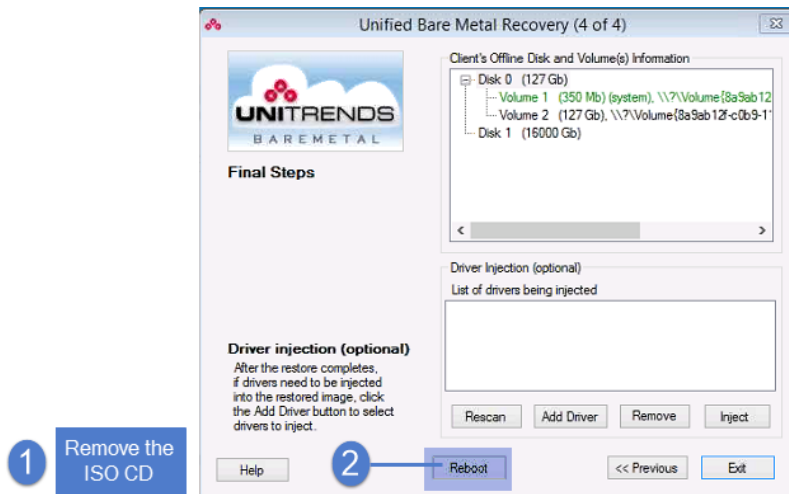 Unified Bare Metal Recovery (4 of 4)
UNITRENDS
BAREMETAL
Final Steps
Client's Offline Disk and Volume(s) Information
Disk 0 (127 Gb)
Volume 1 (350 Mb) (system), \\?\Volume{8a9ab12
Volume 2 (127 Gb), \\?\Volume{8a9ab12f-c0b9-1
Disk 1 (16000 Gb)
Driver Injection (optional)
List of drivers being injected
Driver injection (optional)
After the restore completes,
if drivers need to be injected
into the restored image, click
the Add Driver button to select
drivers to inject.
Rescan
Add Driver
Remove
Inject
1
Remove the
ISO CD
Help
2
Reboot
<< Previous
Exit